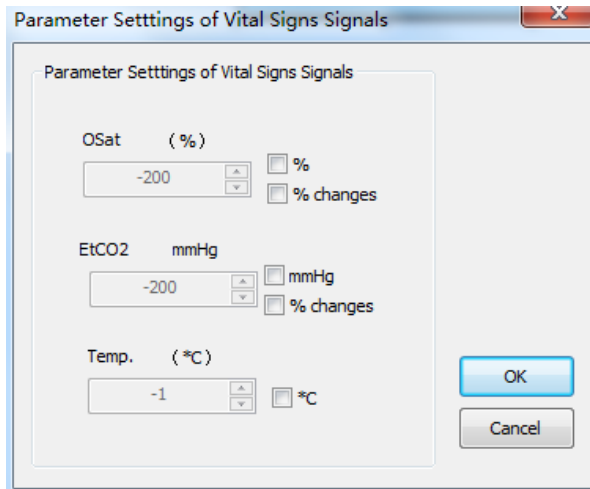 Parameter Setttings of Vital Signs Signals
X
Parameter Setttings of Vital Signs Signals
OSat (%)
-200
%
% changes
EtCO2 mmHg
-200
mmHg
% changes
Temp. (*C)
-1
*C
OK
Cancel